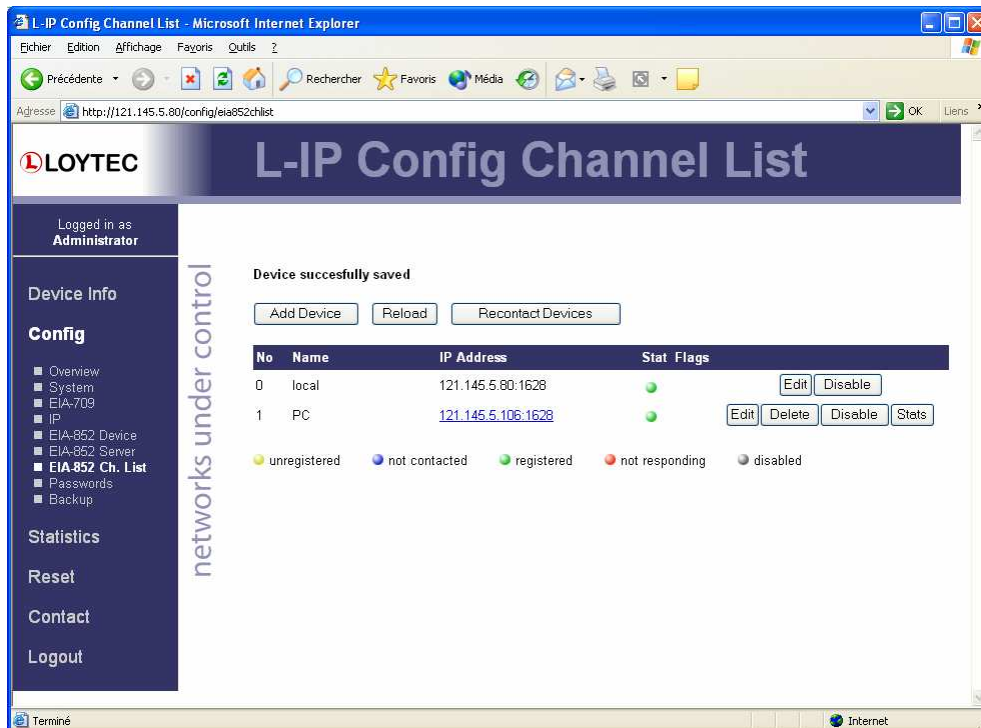 L-IP Config Channel List - Microsoft Internet Explorer
Fichier Edition Affichage Favoris Outils ?
Précédente Rechercher Favoris Média
Adresse http://121.145.5.80/config/eia852chlist OK Liens »
LOYTEC
L-IP Config Channel List
Logged in as
Administrator
Device Info
Config
Overview
System
EIA-709
IP
EIA-852 Device
EIA-852 Server
EIA-852 Ch. List
Passwords
Backup
Statistics
Reset
Contact
Logout
networks under control
Device succesfully saved
Add Device Reload Recontact Devices
No Name IP Address Stat Flags
0 local 121.145.5.80:1628 Edit Disable
1 PC 121.145.5.106:1628 Edit Delete Disable Stats
unregistered not contacted registered not responding disabled
Terminé Internet